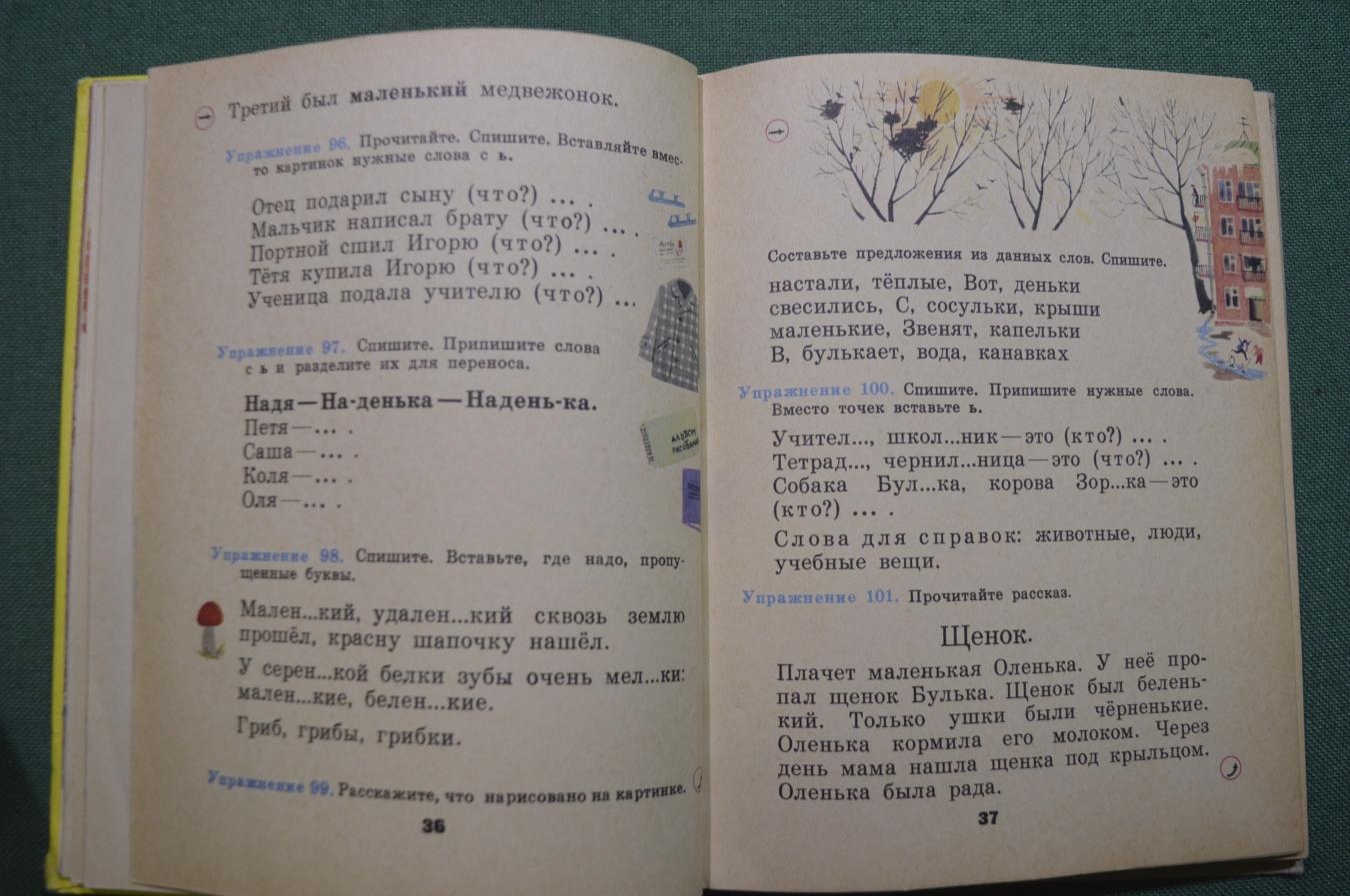 Третий был маленький медвежонок.
Упражнение 96. Прочитайте. Спишите. Вставляйте вмес-
то картинок нужные слова с ь.
Отец подарил сыну (что?) ... .
Мальчик написал брату (что?) ... .
Портной сшил Игорю (что?) ... .
Тётя купила Игорю (что?) ... .
Ученица подала учителю (что?) ...
АЛЬБОМ
Упражнение 97. Спишите. Припишите слова
с ь и разделите их для переноса.
Надя — На-денька — Надень-ка.
Петя — ... .
Саша — ... .
Коля — ... .
Оля — ... .
Упражнение 98. Спишите. Вставьте, где надо, пропу-
щенные буквы.
Мален...кий, удален...кий сквозь землю
прошёл, красну шапочку нашёл.
У серен...кой белки зубы очень мел...ки:
мален...кие, белен...кие.
Гриб, грибы, грибки.
Упражнение 99. Расскажите, что нарисовано на картинке.
36
Составьте предложения из данных слов. Спишите.
настали, тёплые, Вот, деньки
свесились, С, сосульки, крыши
маленькие, Звенят, капельки
В, булькает, вода, канавках
Упражнение 100. Спишите. Припишите нужные слова.
Вместо точек вставьте ь.
Учител..., школ...ник — это (кто?) ... .
Тетрад..., чернил...ница — это (что?) ... .
Собака Бул...ка, корова Зор...ка — это
(кто?) ... .
Слова для справок: животные, люди,
учебные вещи.
Упражнение 101. Прочитайте рассказ.
Щенок.
Плачет маленькая Оленька. У неё про-
пал щенок Булька. Щенок был белень-
кий. Только ушки были чёрненькие.
Оленька кормила его молоком. Через
день мама нашла щенка под крыльцом.
Оленька была рада.
37